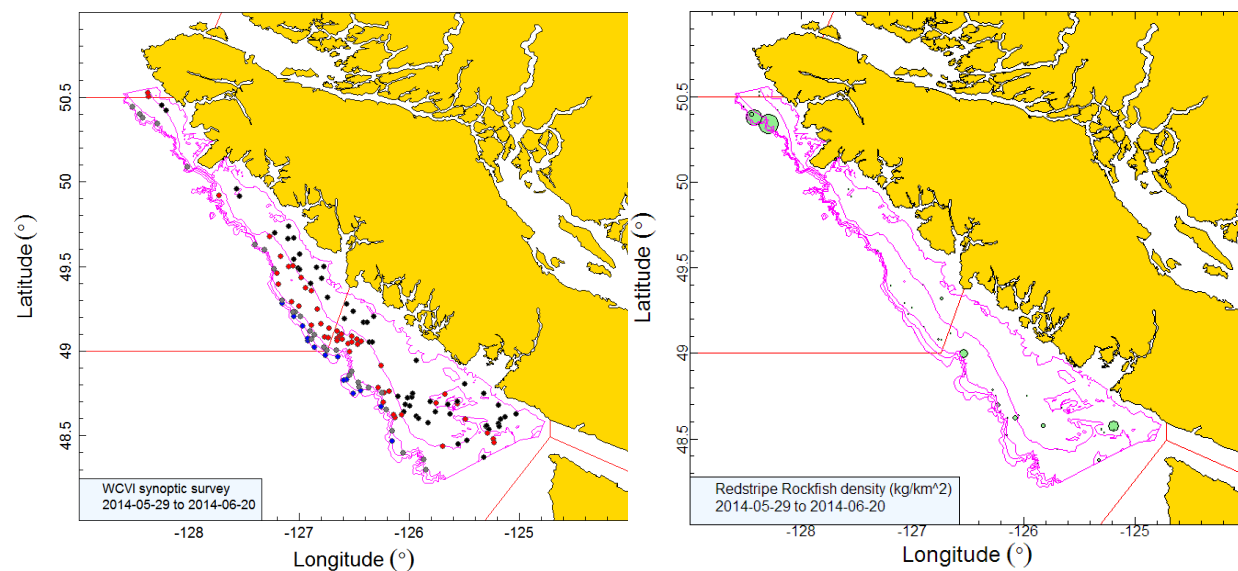 Latitude (°)
50.5
50
49.5
49
48.5
WCVI synoptic survey
2014-05-29 to 2014-06-20
-128
-127
-126
-125
Longitude (°)
Latitude (°)
50.5
50
49.5
49
48.5
Redstripe Rockfish density (kg/km^2)
2014-05-29 to 2014-06-20
-128
-127
-126
-125
Longitude (°)